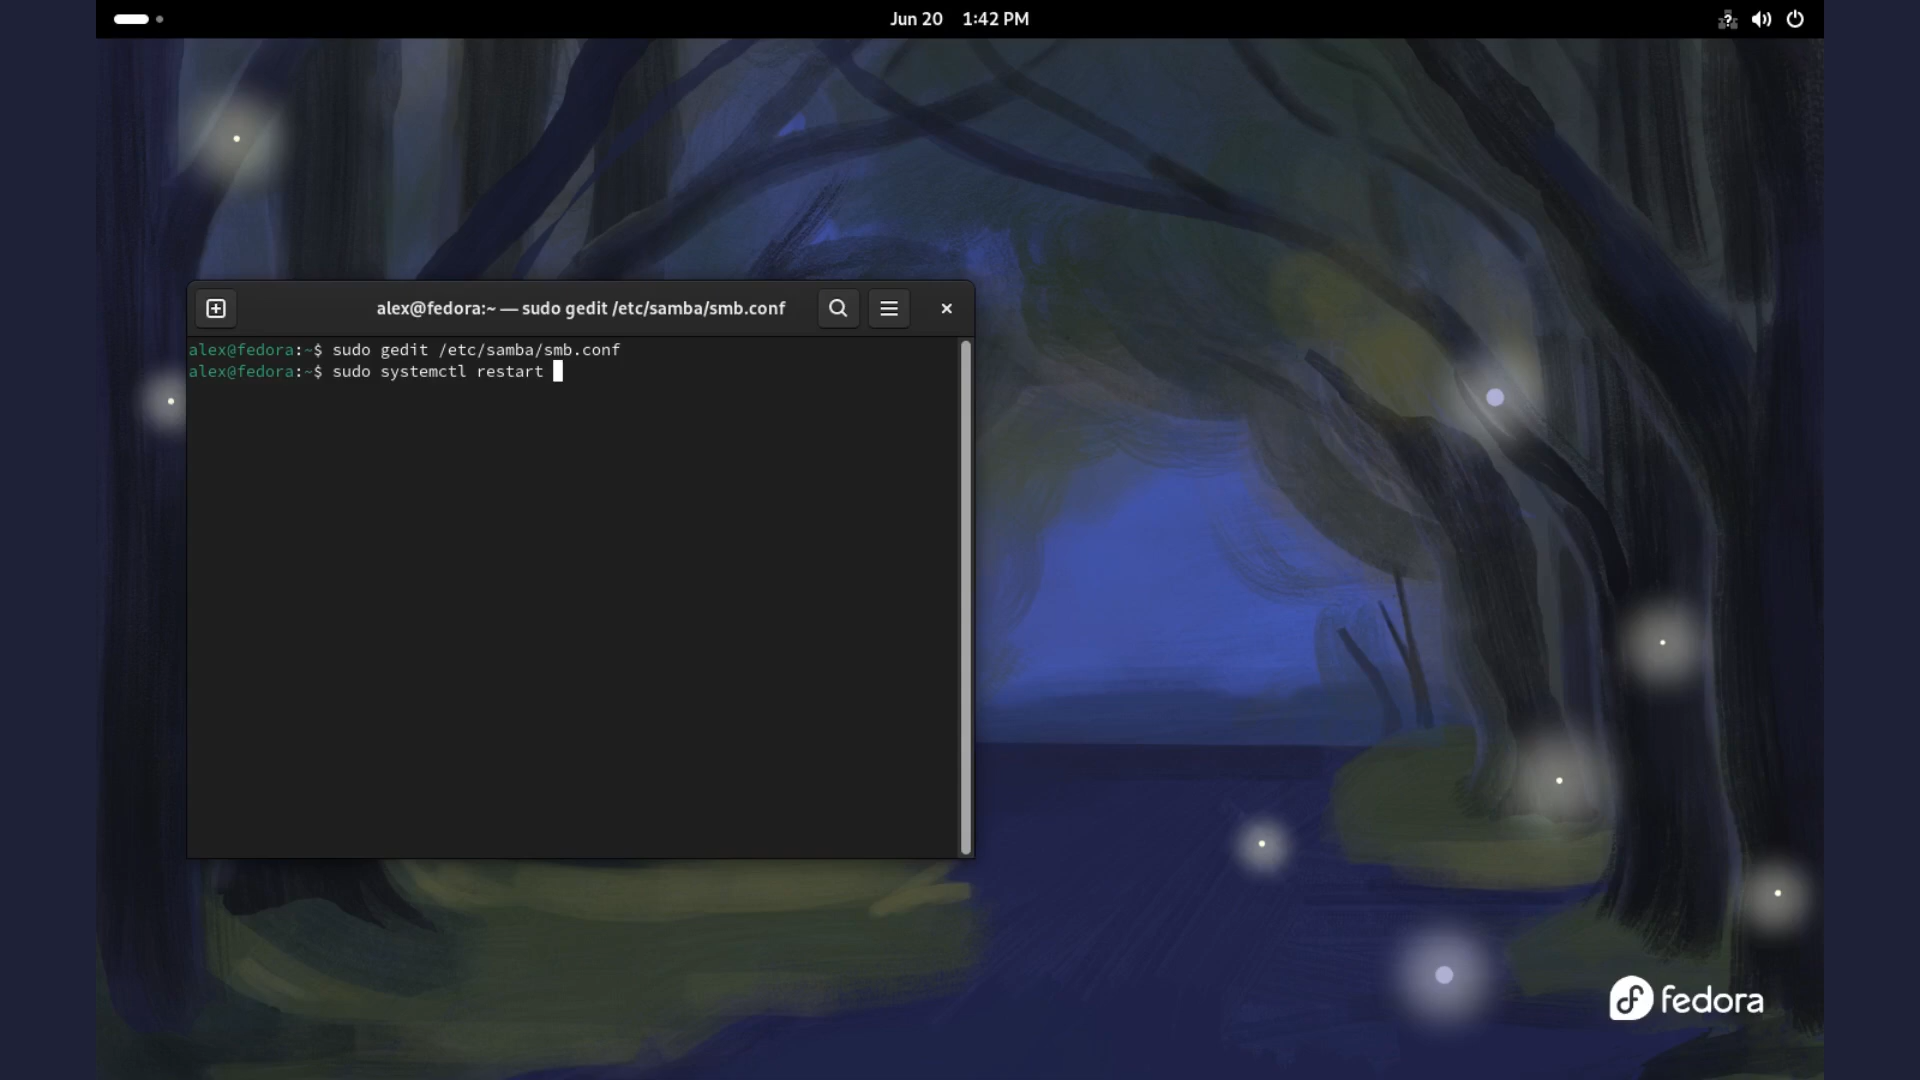 Jun 20 1:42 PM
alex@fedora:~ — sudo gedit /etc/samba/smb.conf
alex@fedora:~$ sudo gedit /etc/samba/smb.conf
alex@fedora:~$ sudo systemctl restart
fedora